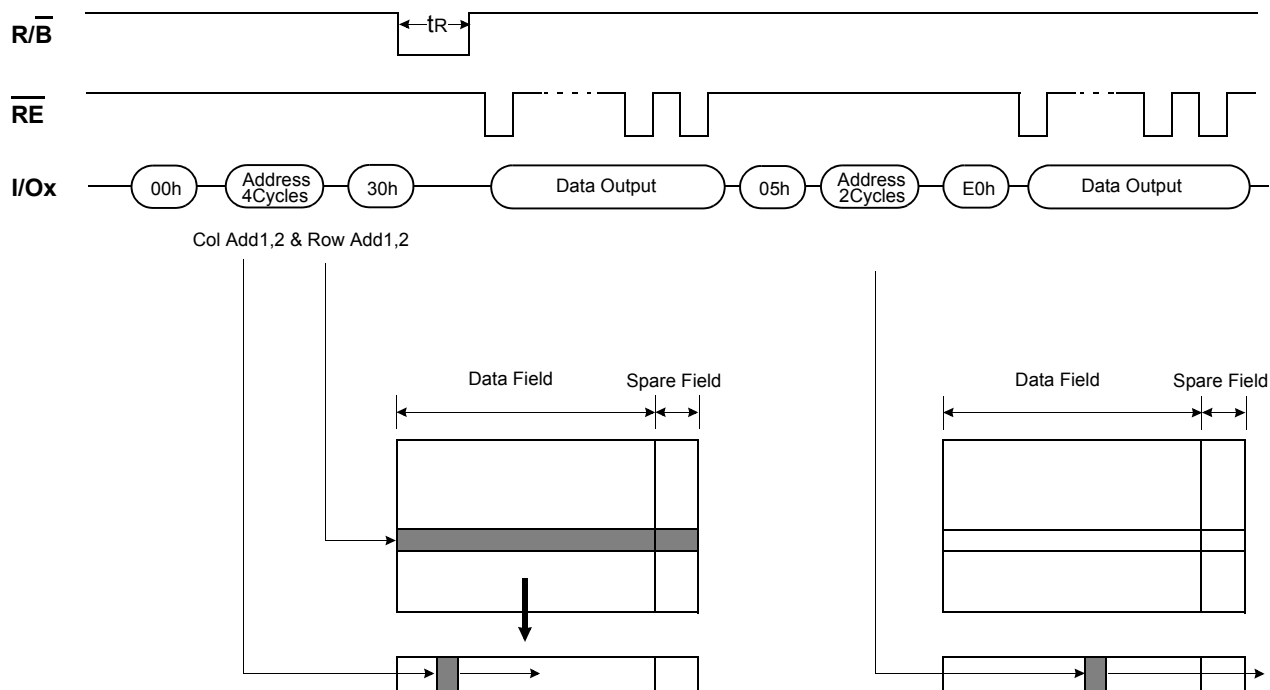 R/B̅
tR
R̅E̅
I/Ox
00h
Address
4Cycles
30h
Data Output
05h
Address
2Cycles
E0h
Data Output
Col Add1,2 & Row Add1,2
Data Field
Spare Field
Data Field
Spare Field